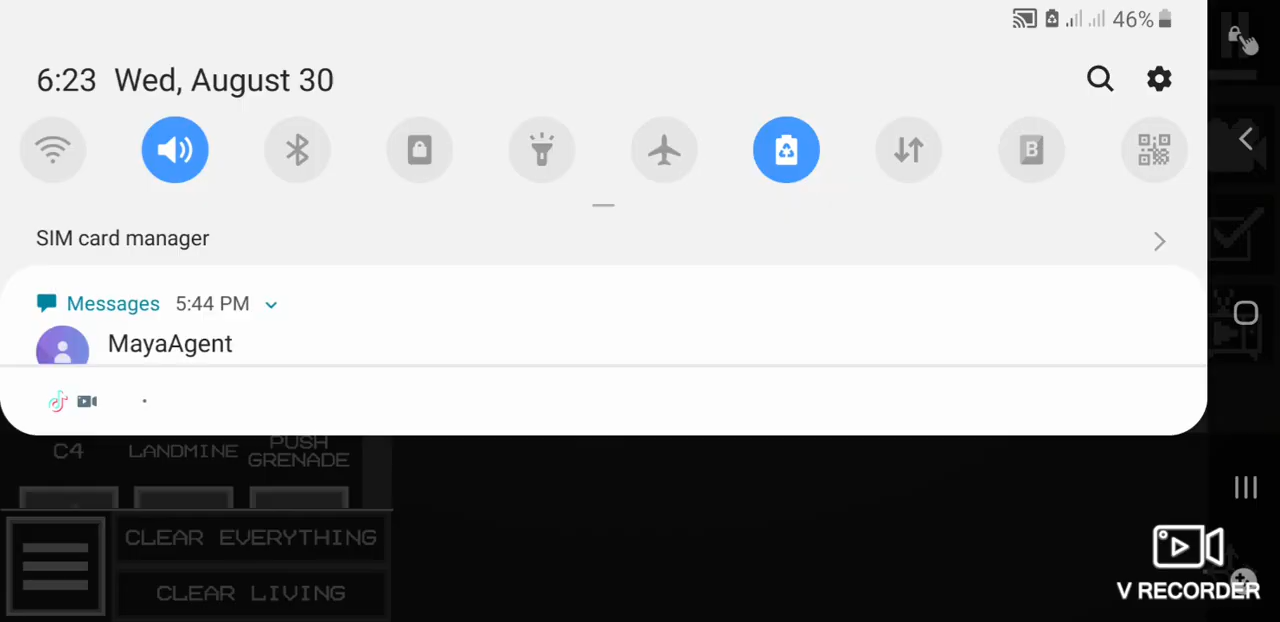 46%
6:23 Wed, August 30
B
SIM card manager
Messages 5:44 PM
MayaAgent
C4 LANDMINE PUSH GRENADE
CLEAR EVERYTHING
CLEAR LIVING
V RECORDER